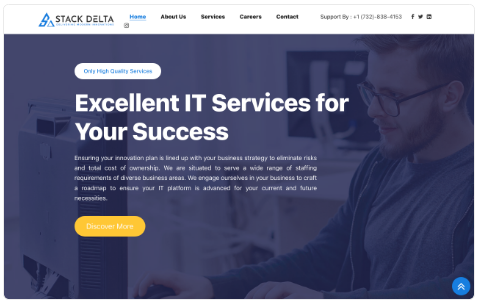 STACK DELTA
Home About Us Services Careers Contact Support By : +1 (732)-838-4153
Only High Quality Services
Excellent IT Services for
Your Success
Ensuring your innovation plan is lined up with your business strategy to eliminate risks
and total cost of ownership. We are situated to serve a wide range of staffing
requirements of diverse business areas. We engage ourselves in your business to craft
a roadmap to ensure your IT platform is advanced for your current and future
necessities.
Discover More